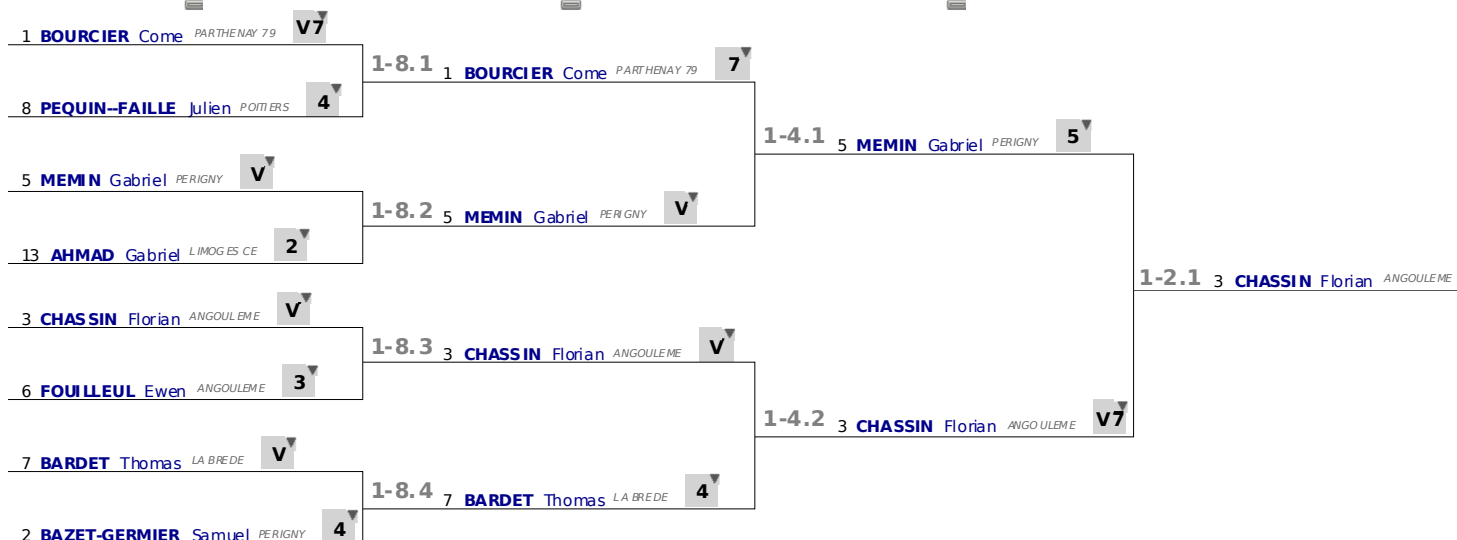 1 BOURCIER Come PARTHENAY 79 V7
1-8.1 1 BOURCIER Come PARTHENAY 79 7
8 PEQUIN--FAILLE Julien POITIERS 4
1-4.1 5 MEMIN Gabriel PERIGNY 5
5 MEMIN Gabriel PERIGNY V
1-8.2 5 MEMIN Gabriel PERIGNY V
13 AHMAD Gabriel LIMOGES CE 2
1-2.1 3 CHASSIN Florian ANGOULEME
3 CHASSIN Florian ANGOULEME V
1-8.3 3 CHASSIN Florian ANGOULEME V
6 FOUILLEUL Ewen ANGOULEME 3
1-4.2 3 CHASSIN Florian ANGOULEME V7
7 BARDET Thomas LA BREDE V
1-8.4 7 BARDET Thomas LA BREDE 4
2 BAZET-GERMIER Samuel PERIGNY 4